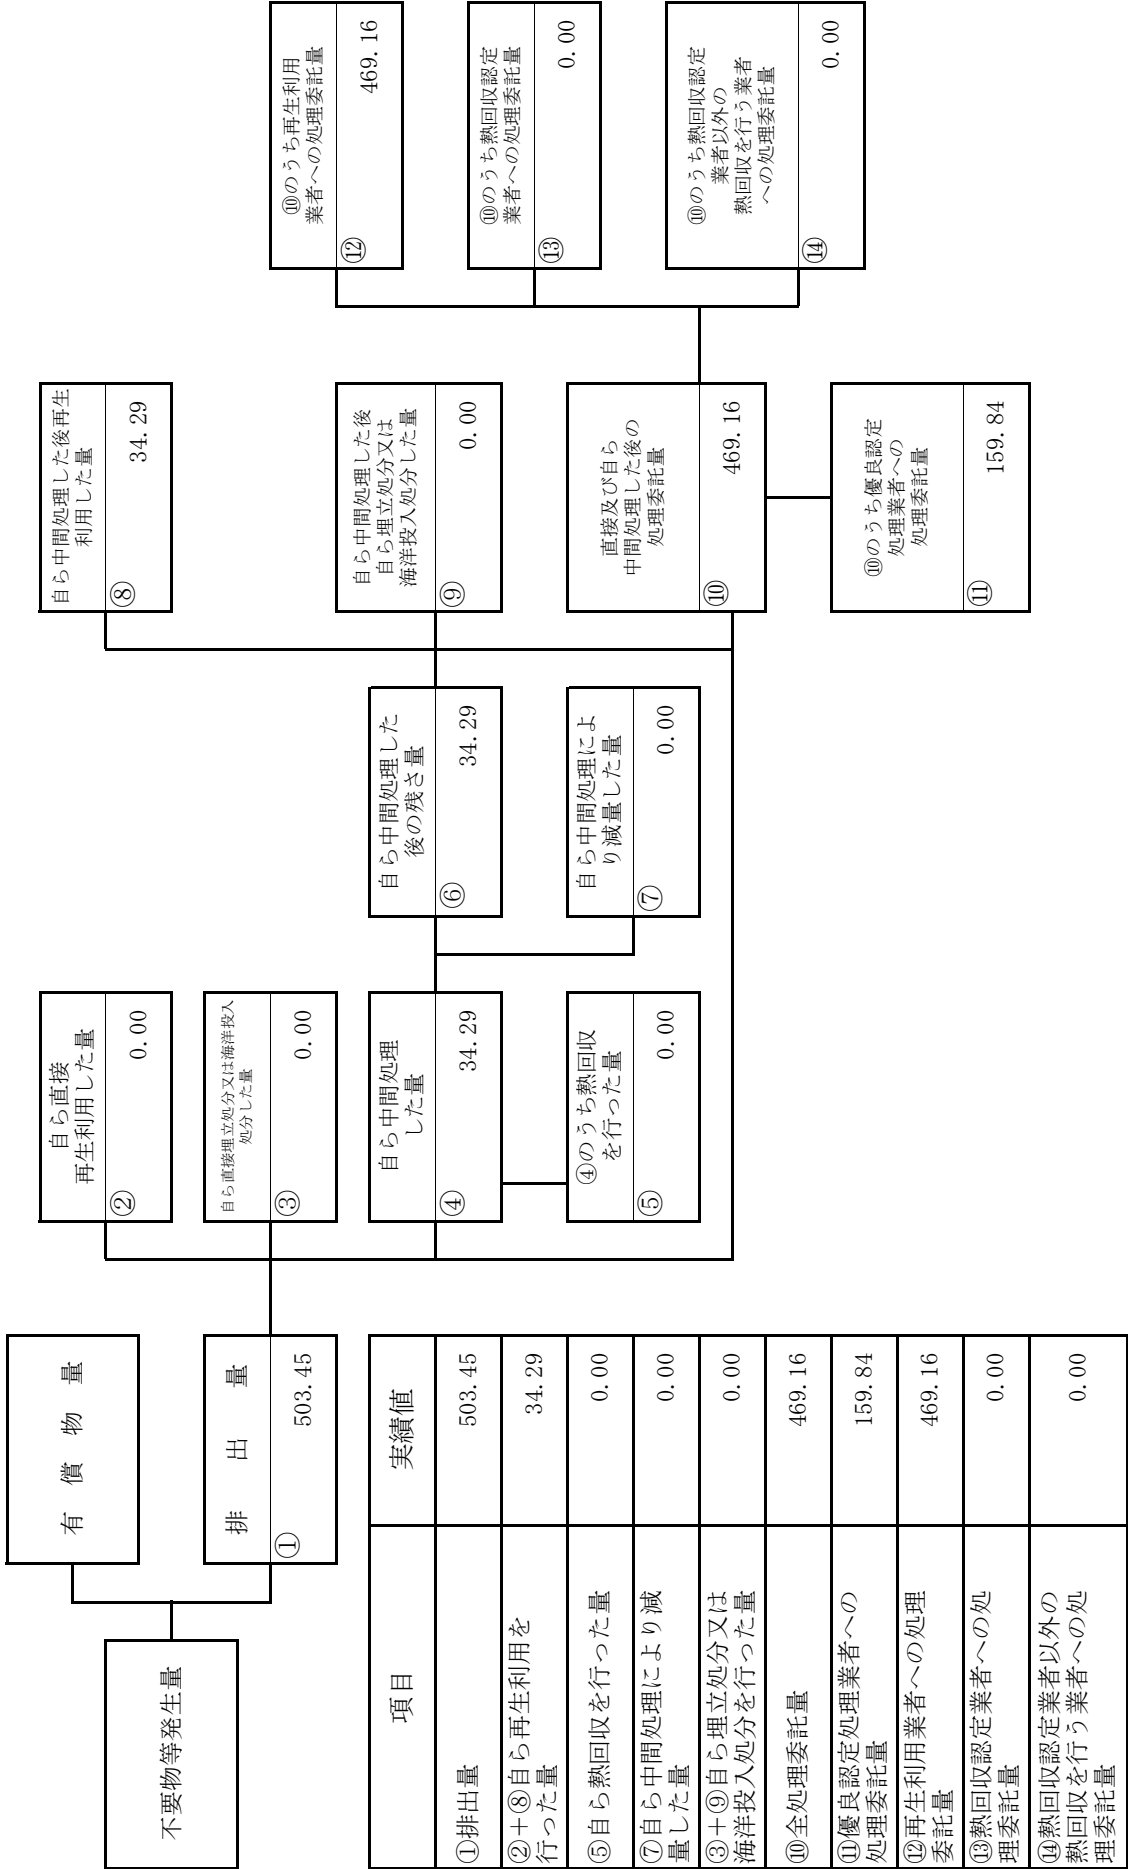 不要物等発生量
有償物量
排出量
①
503.45
自ら直接
再生利用した量
②
0.00
自ら直接埋立処分又は海洋投入
処分した量
③
0.00
自ら中間処理
した量
④
34.29
④のうち熱回収
を行った量
⑤
0.00
自ら中間処理した
後の残さ量
⑥
34.29
自ら中間処理によ
り減量した量
⑦
0.00
自ら中間処理した後再生
利用した量
⑧
34.29
自ら中間処理した後
自ら埋立処分又は
海洋投入処分した量
⑨
0.00
直接及び自ら
中間処理した後の
処理委託量
⑩
469.16
⑩のうち優良認定
処理業者への
処理委託量
⑪
159.84
⑩のうち再生利用
業者への処理委託量
⑫
469.16
⑩のうち熱回収認定
業者への処理委託量
⑬
0.00
⑩のうち熱回収認定
業者以外の
熱回収を行う業者
への処理委託量
⑭
0.00
項目 実績値
①排出量 503.45
②+⑧自ら再生利用を
行った量 34.29
⑤自ら熱回収を行った量 0.00
⑦自ら中間処理により減
量した量 0.00
③+⑨自ら埋立処分又は
海洋投入処分を行った量 0.00
⑩全処理委託量 469.16
⑪優良認定処理業者への
処理委託量 159.84
⑫再生利用業者への処理
委託量 469.16
⑬熱回収認定業者への処
理委託量 0.00
⑭熱回収認定業者以外の
熱回収を行う業者への処
理委託量 0.00